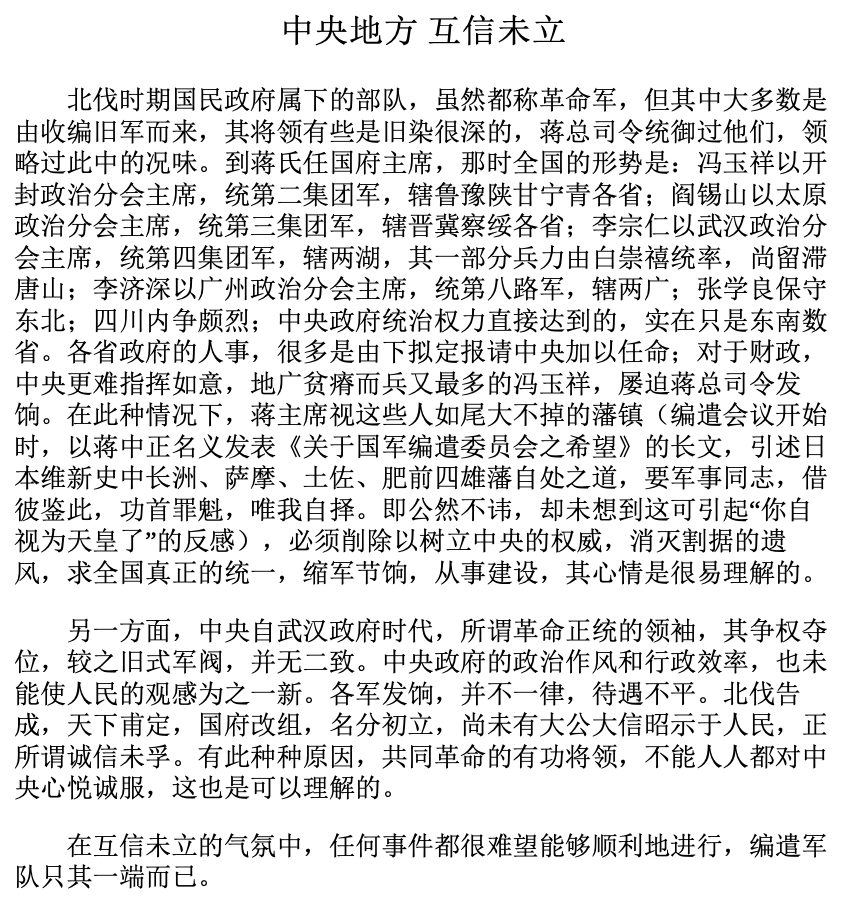 中央地方 互信未立
北伐时期国民政府属下的部队，虽然都称革命军，但其中大多数是
由收编旧军而来，其将领有些是旧染很深的，蒋总司令统御过他们，领
略过此中的况味。到蒋氏任国府主席，那时全国的形势是：冯玉祥以开
封政治分会主席，统第二集团军，辖鲁豫陕甘宁青各省；阎锡山以太原
政治分会主席，统第三集团军，辖晋冀察绥各省；李宗仁以武汉政治分
会主席，统第四集团军，辖两湖，其一部分兵力由白崇禧统率，尚留滞
唐山；李济深以广州政治分会主席，统第八路军，辖两广；张学良保守
东北；四川内争颇烈；中央政府统治权力直接达到的，实在只是东南数
省。各省政府的人事，很多是由下拟定报请中央加以任命；对于财政，
中央更难指挥如意，地广贫瘠而兵又最多的冯玉祥，屡迫蒋总司令发
饷。在此种情况下，蒋主席视这些人如尾大不掉的藩镇（编遣会议开始
时，以蒋中正名义发表《关于国军编遣委员会之希望》的长文，引述日
本维新史中长洲、萨摩、土佐、肥前四雄藩自处之道，要军事同志，借
彼鉴此，功首罪魁，唯我自择。即公然不讳，却未想到这可引起“你自
视为天皇了”的反感），必须削除以树立中央的权威，消灭割据的遗
风，求全国真正的统一，缩军节饷，从事建设，其心情是很易理解的。
另一方面，中央自武汉政府时代，所谓革命正统的领袖，其争权夺
位，较之旧式军阀，并无二致。中央政府的政治作风和行政效率，也未
能使人民的观感为之一新。各军发饷，并不一律，待遇不平。北伐告
成，天下甫定，国府改组，名分初立，尚未有大公大信昭示于人民，正
所谓诚信未孚。有此种种原因，共同革命的有功将领，不能人人都对中
央心悦诚服，这也是可以理解的。
在互信未立的气氛中，任何事件都很难望能够顺利地进行，编遣军
队只其一端而已。